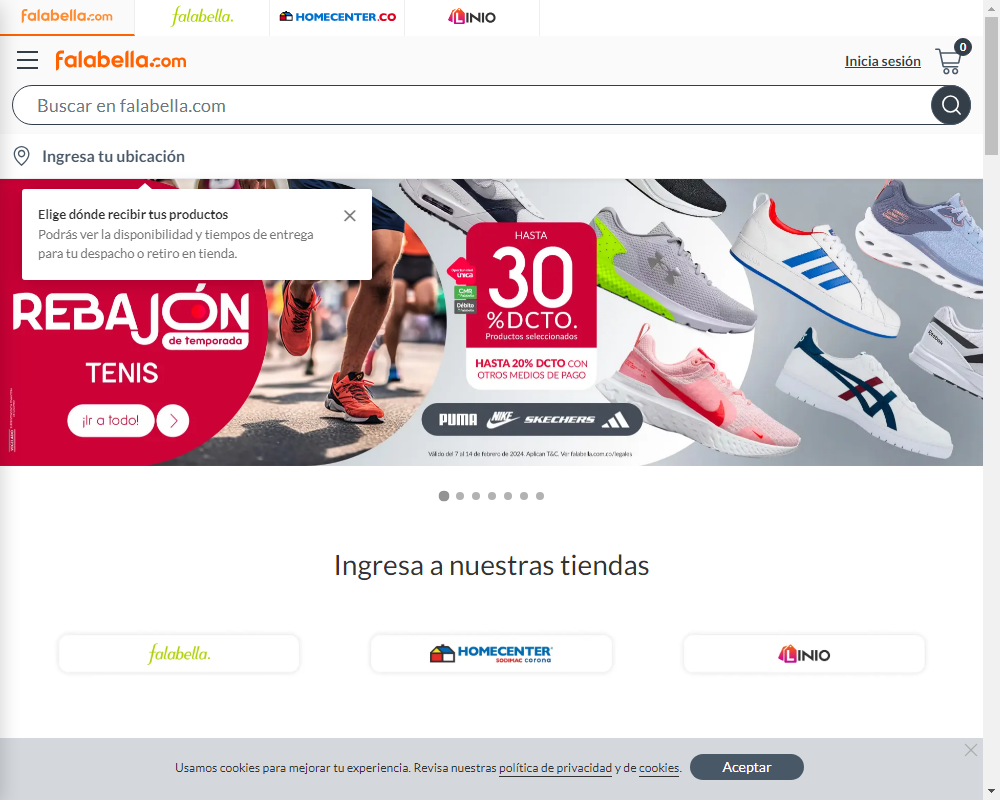 falabella.com
falabella.
HOMECENTER.CO
LINIO
falabella.com
Inicia sesión
0
Buscar en falabella.com
Ingresa tu ubicación
Elige dónde recibir tus productos
Podrás ver la disponibilidad y tiempos de entrega
para tu despacho o retiro en tienda.
REBAJÓN
de temporada
TENIS
¡Ir a todo!
HASTA
30
%DCTO.
Productos seleccionados
única
CMR
Débito
HASTA 20% DCTO CON
OTROS MEDIOS DE PAGO
PUMA NIKE SKECHERS
Válido del 7 al 14 de febrero de 2024. Aplican T&C. Ver falabella.com.co/legales
Reebok
Ingresa a nuestras tiendas
falabella.
HOMECENTER
SODIMAC corona
LINIO
Usamos cookies para mejorar tu experiencia. Revisa nuestras política de privacidad y de cookies.
Aceptar